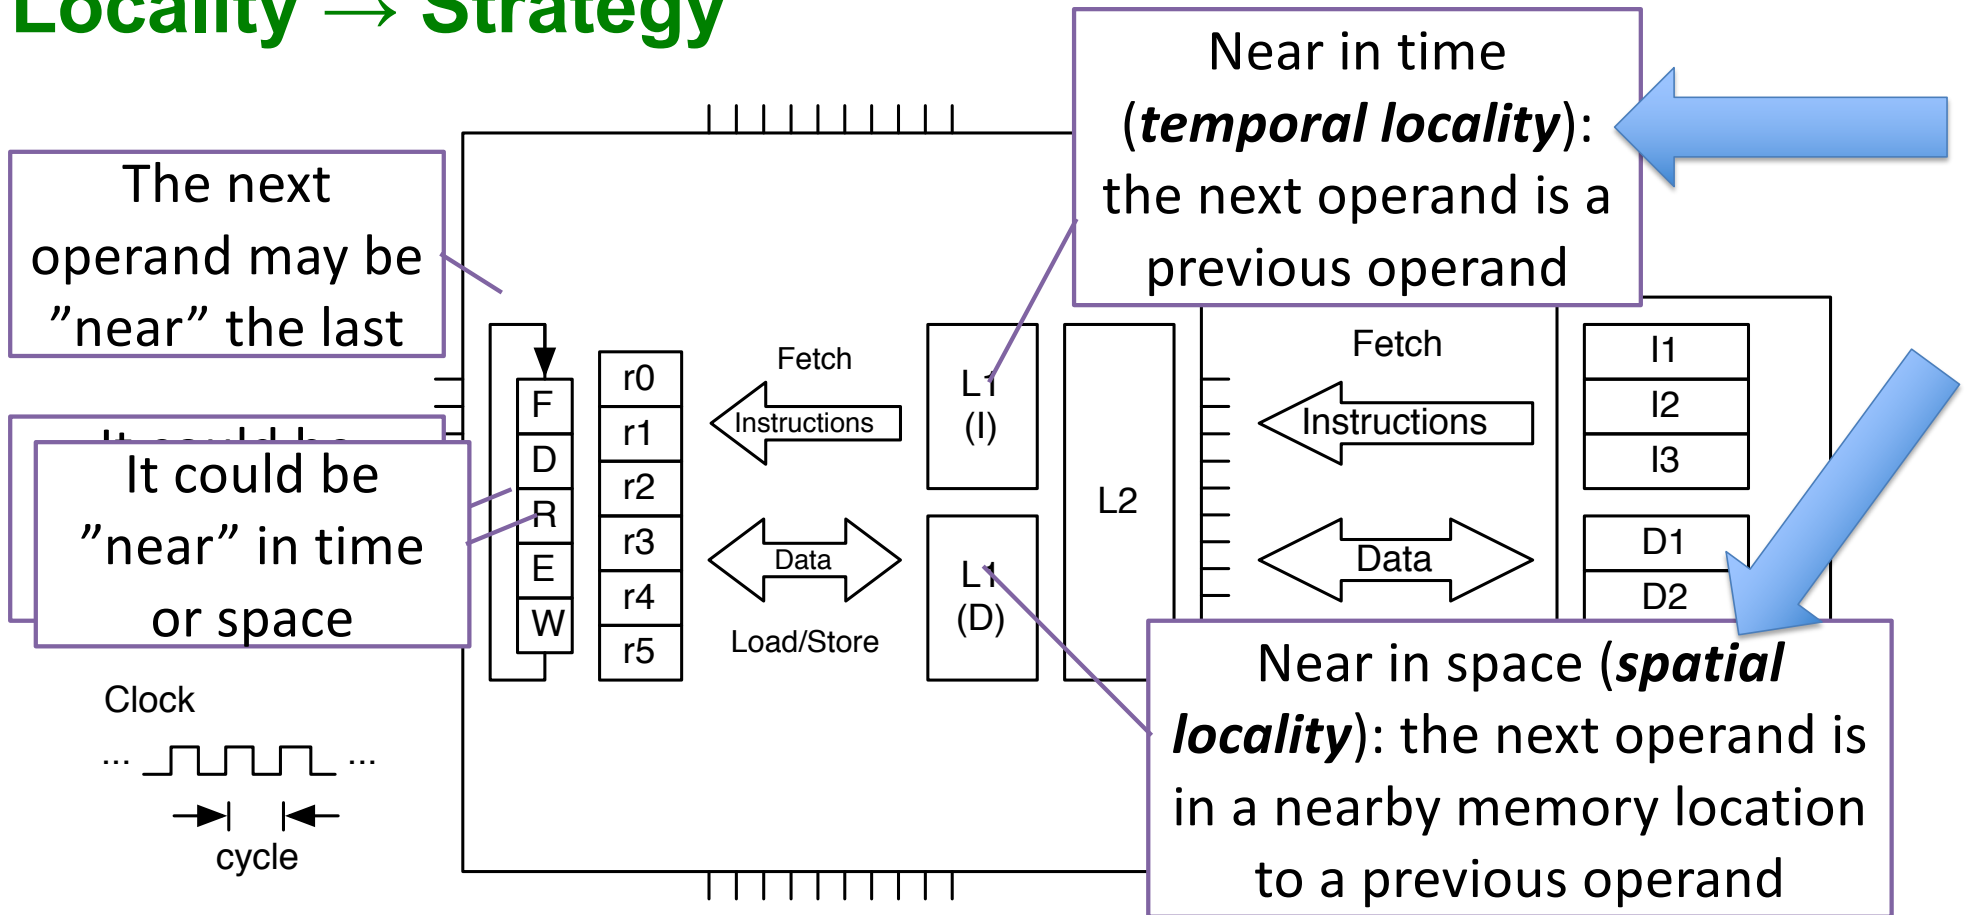 Locality → Strategy
Near in time
(temporal locality):
the next operand is a
previous operand
The next
operand may be
”near” the last
It could be
It could be
”near” in time
or space
F
D
R
E
W
r0
r1
r2
r3
r4
r5
Fetch
Instructions
Data
Load/Store
L1
(I)
L1
(D)
L2
Fetch
Instructions
Data
I1
I2
I3
D1
D2
Near in space (spatial
locality): the next operand is
in a nearby memory location
to a previous operand
Clock
... ...
cycle